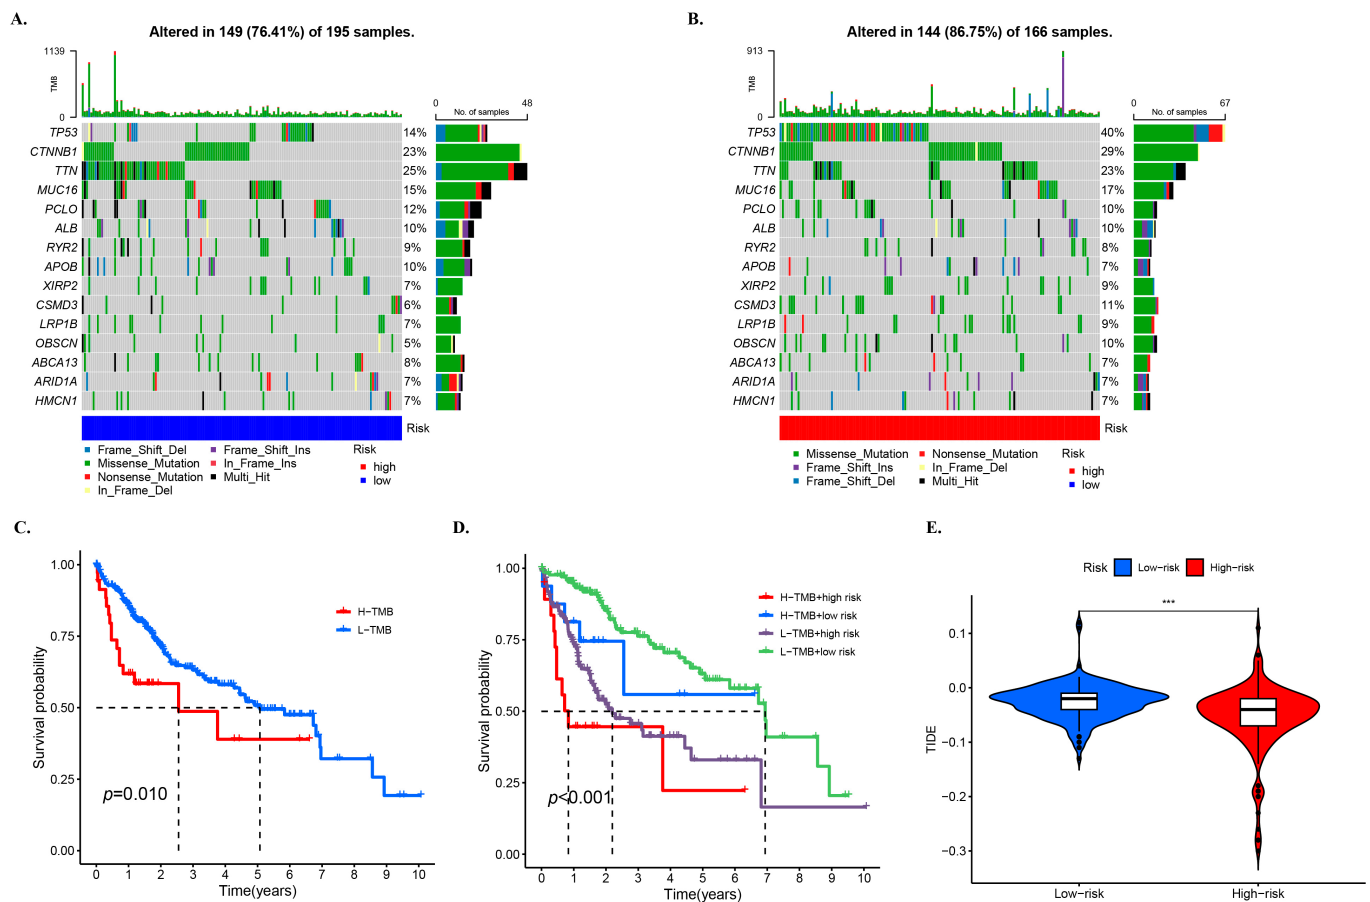 A.
Altered in 149 (76.41%) of 195 samples.
1139
TMB
0
0 48
No. of samples
TP53 14%
CTNNB1 23%
TTN 25%
MUC16 15%
PCLO 12%
ALB 10%
RYR2 9%
APOB 10%
XIRP2 7%
CSMD3 6%
LRP1B 7%
OBSCN 5%
ABCA13 8%
ARID1A 7%
HMCN1 7%
Risk
Frame_Shift_Del Frame_Shift_Ins Risk
Missense_Mutation In_Frame_Ins high
Nonsense_Mutation Multi_Hit low
In_Frame_Del
B.
Altered in 144 (86.75%) of 166 samples.
913
TMB
0
0 67
No. of samples
TP53 40%
CTNNB1 29%
TTN 23%
MUC16 17%
PCLO 10%
ALB 10%
RYR2 8%
APOB 7%
XIRP2 9%
CSMD3 11%
LRP1B 9%
OBSCN 10%
ABCA13 7%
ARID1A 7%
HMCN1 7%
Risk
Missense_Mutation Nonsense_Mutation Risk
Frame_Shift_Ins In_Frame_Del high
Frame_Shift_Del Multi_Hit low
C.
Survival probability
1.00
0.75
0.50
0.25
0.00
H−TMB
L−TMB
p=0.010
0 1 2 3 4 5 6 7 8 9 10
Time(years)
D.
Survival probability
1.00
0.75
0.50
0.25
0.00
H−TMB+high risk
H−TMB+low risk
L−TMB+high risk
L−TMB+low risk
p<0.001
0 1 2 3 4 5 6 7 8 9 10
Time(years)
E.
Risk Low−risk High−risk
***
TIDE
0.1
0.0
−0.1
−0.2
−0.3
Low−risk High−risk